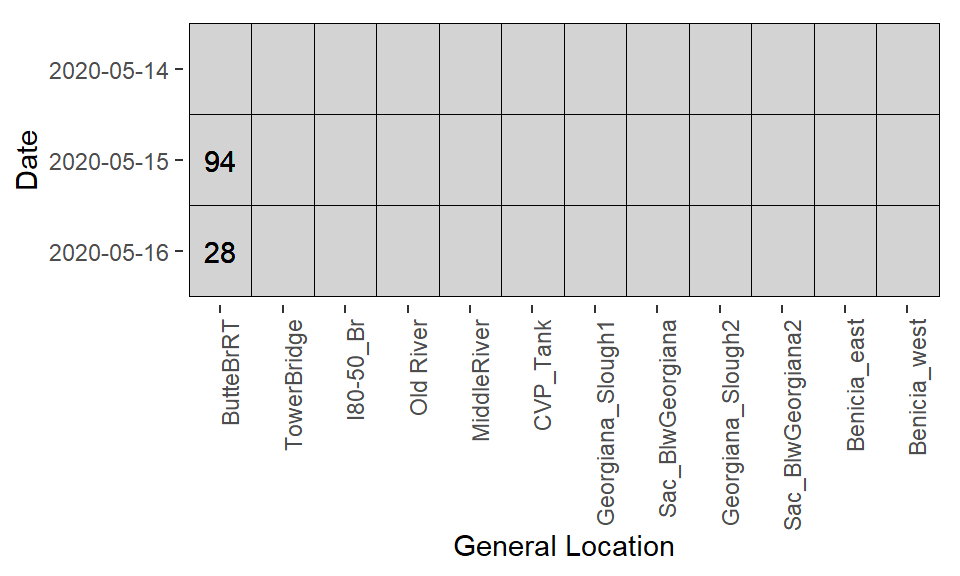 Date
2020-05-14
2020-05-15
94
2020-05-16
28
ButteBrRT
TowerBridge
I80-50_Br
Old River
MiddleRiver
CVP_Tank
Georgiana_Slough1
Sac_BlwGeorgiana
Georgiana_Slough2
Sac_BlwGeorgiana2
Benicia_east
Benicia_west
General Location